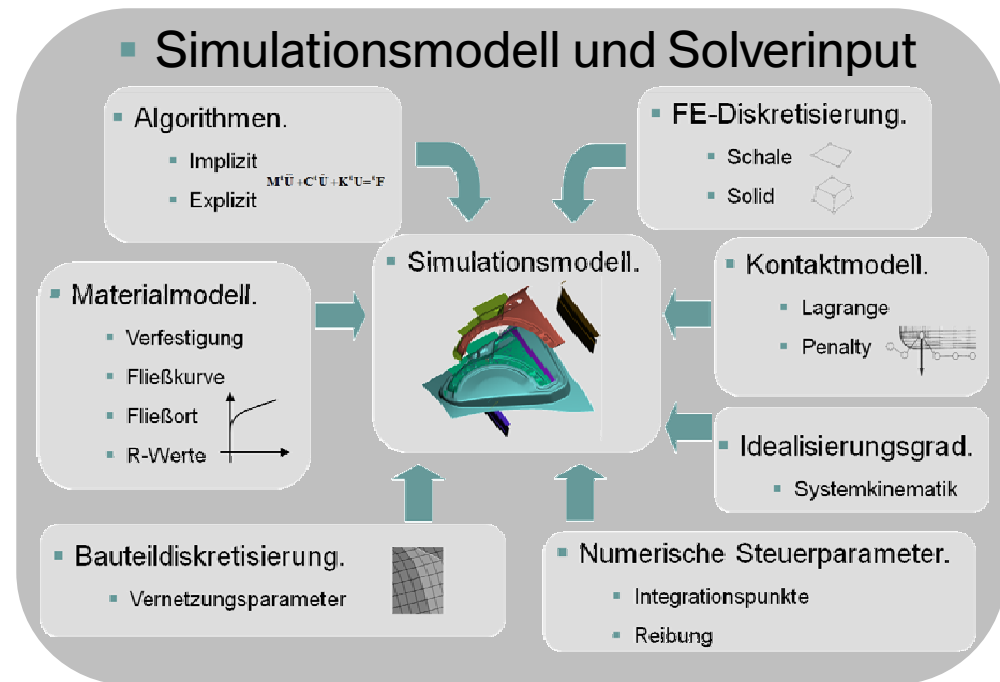 Simulationsmodell und Solverinput
Algorithmen.
Implizit
Explizit
FE-Diskretisierung.
Schale
Solid
Simulationsmodell.
Materialmodell.
Verfestigung
Fließkurve
Fließort
R-Werte
Kontaktmodell.
Lagrange
Penalty
Idealisierungsgrad.
Systemkinematik
Bauteildiskretisierung.
Vernetzungsparameter
Numerische Steuerparameter.
Integrationspunkte
Reibung